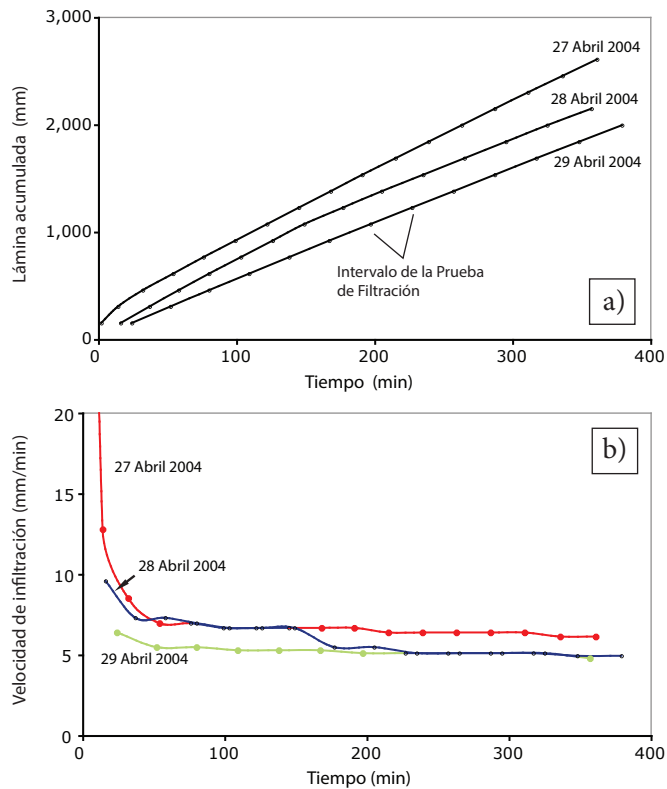 3,000
2,000
1,000
0
Lámina acumulada (mm)
27 Abril 2004
28 Abril 2004
29 Abril 2004
Intervalo de la Prueba
de Filtración
a)
0
100
200
300
400
Tiempo (min)
20
15
10
5
0
Velocidad de infiltración (mm/min)
b)
27 Abril 2004
28 Abril 2004
29 Abril 2004
0
100
200
300
400
Tiempo (min)